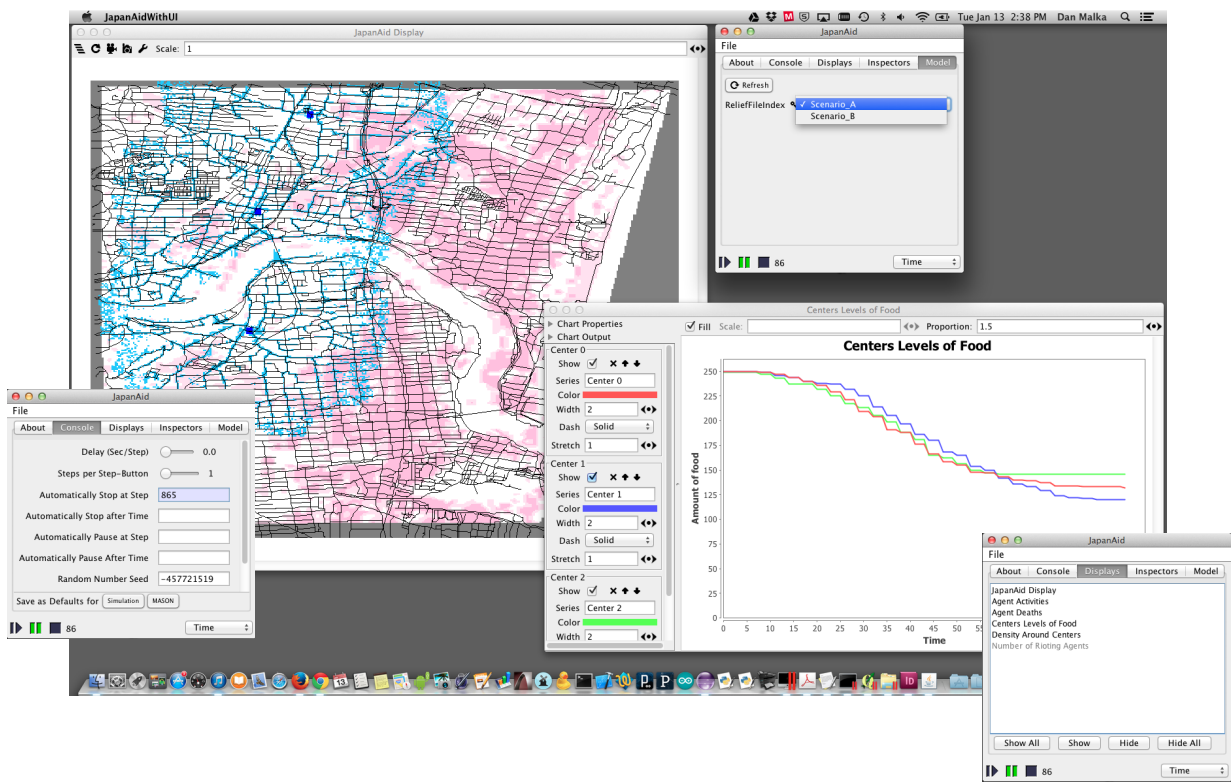 JapanAidWithUI
Tue Jan 13 2:38 PM Dan Malka
JapanAid Display
Scale: 1
JapanAid
File
About Console Displays Inspectors Model
Refresh
ReliefFileIndex
✓ Scenario_A
Scenario_B
86
Time
Centers Levels of Food
Chart Properties
Chart Output
Center 0
Show
Series Center 0
Color
Width 2
Dash Solid
Stretch 1
Center 1
Show
Series Center 1
Color
Width 2
Dash Solid
Stretch 1
Center 2
Show
Series Center 2
Color
Width 2
Fill Scale: Proportion: 1.5
Centers Levels of Food
Amount of food
250
225
200
175
150
125
100
75
50
25
0
0 5 10 15 20 25 30 35 40 45 50
Time
JapanAid
File
About Console Displays Inspectors Model
Delay (Sec/Step) 0.0
Steps per Step-Button 1
Automatically Stop at Step 865
Automatically Stop after Time
Automatically Pause at Step
Automatically Pause After Time
Random Number Seed -457721519
Save as Defaults for Simulation MASON
86
Time
JapanAid
File
About Console Displays Inspectors Model
JapanAid Display
Agent Activities
Agent Deaths
Centers Levels of Food
Density Around Centers
Number of Rioting Agents
Show All Show Hide Hide All
86
Time